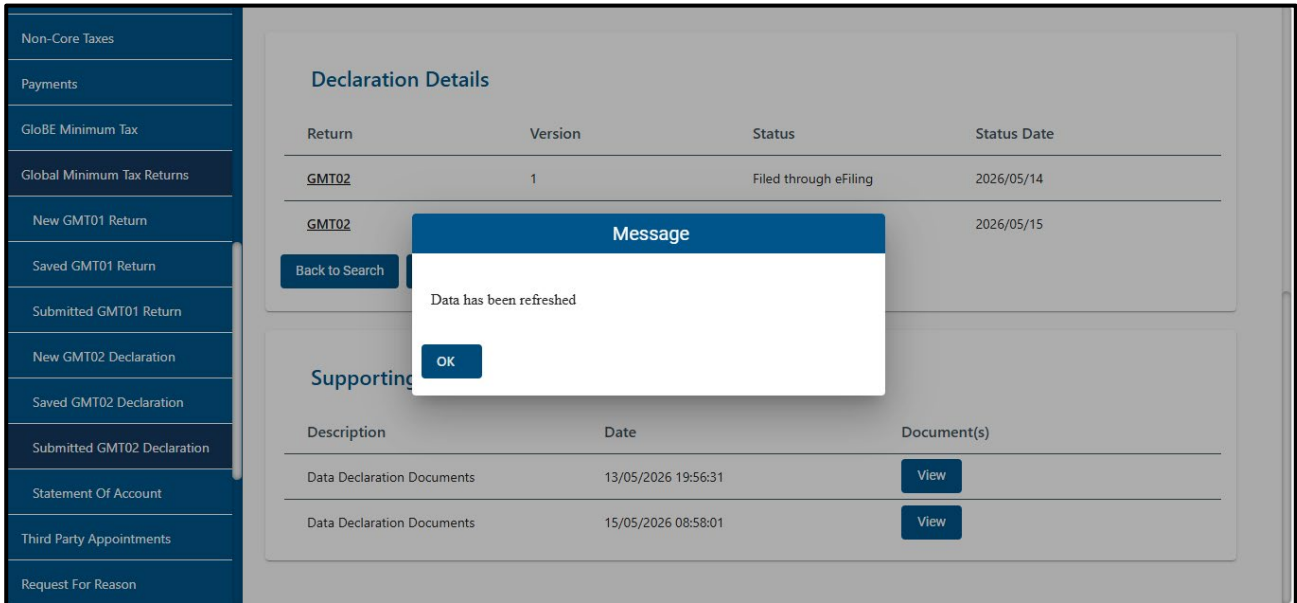 Non-Core Taxes
Payments
GloBE Minimum Tax
Global Minimum Tax Returns
New GMT01 Return
Saved GMT01 Return
Submitted GMT01 Return
New GMT02 Declaration
Saved GMT02 Declaration
Submitted GMT02 Declaration
Statement Of Account
Third Party Appointments
Request For Reason
Declaration Details
Return Version Status Status Date
GMT02 1 Filed through eFiling 2026/05/14
GMT02 2026/05/15
Back to Search
Message
Data has been refreshed
OK
Supporting
Description Date Document(s)
Data Declaration Documents 13/05/2026 19:56:31 View
Data Declaration Documents 15/05/2026 08:58:01 View